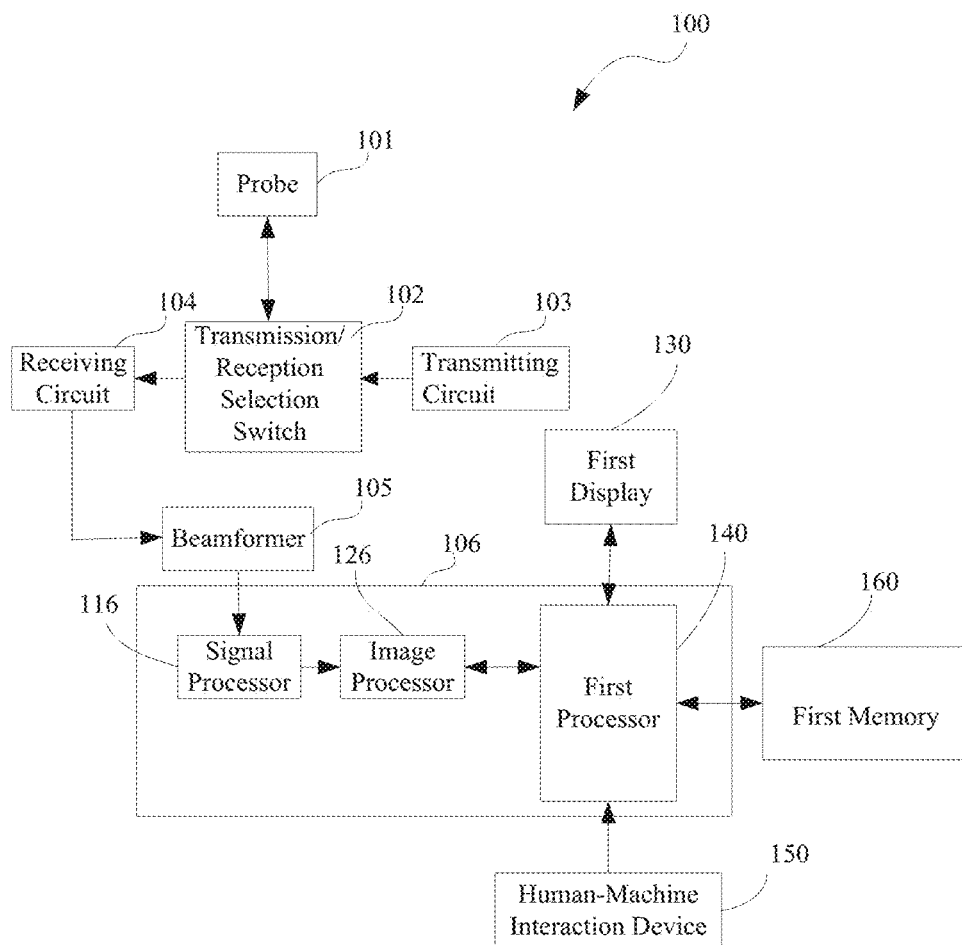 100
101
Probe
104
102
103
Receiving
Circuit
Transmission/
Reception
Selection
Switch
Transmitting
Circuit
130
First
Display
105
Beamformer
126
106
140
116
Signal
Processor
Image
Processor
First
Processor
160
First Memory
150
Human-Machine
Interaction Device